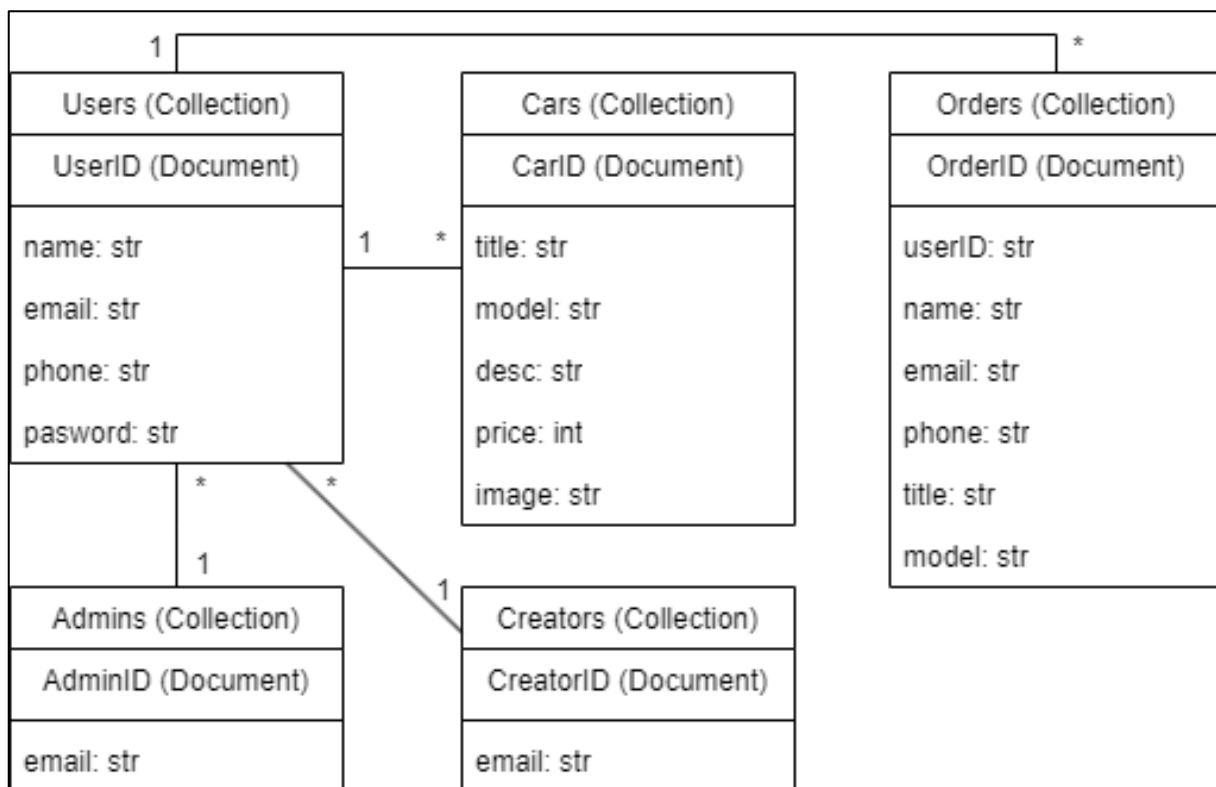 1
*
Users (Collection)
UserID (Document)
name: str
email: str
phone: str
pasword: str
1
*
Cars (Collection)
CarID (Document)
title: str
model: str
desc: str
price: int
image: str
Orders (Collection)
OrderID (Document)
userID: str
name: str
email: str
phone: str
title: str
model: str
*
*
1
1
Admins (Collection)
AdminID (Document)
email: str
Creators (Collection)
CreatorID (Document)
email: str